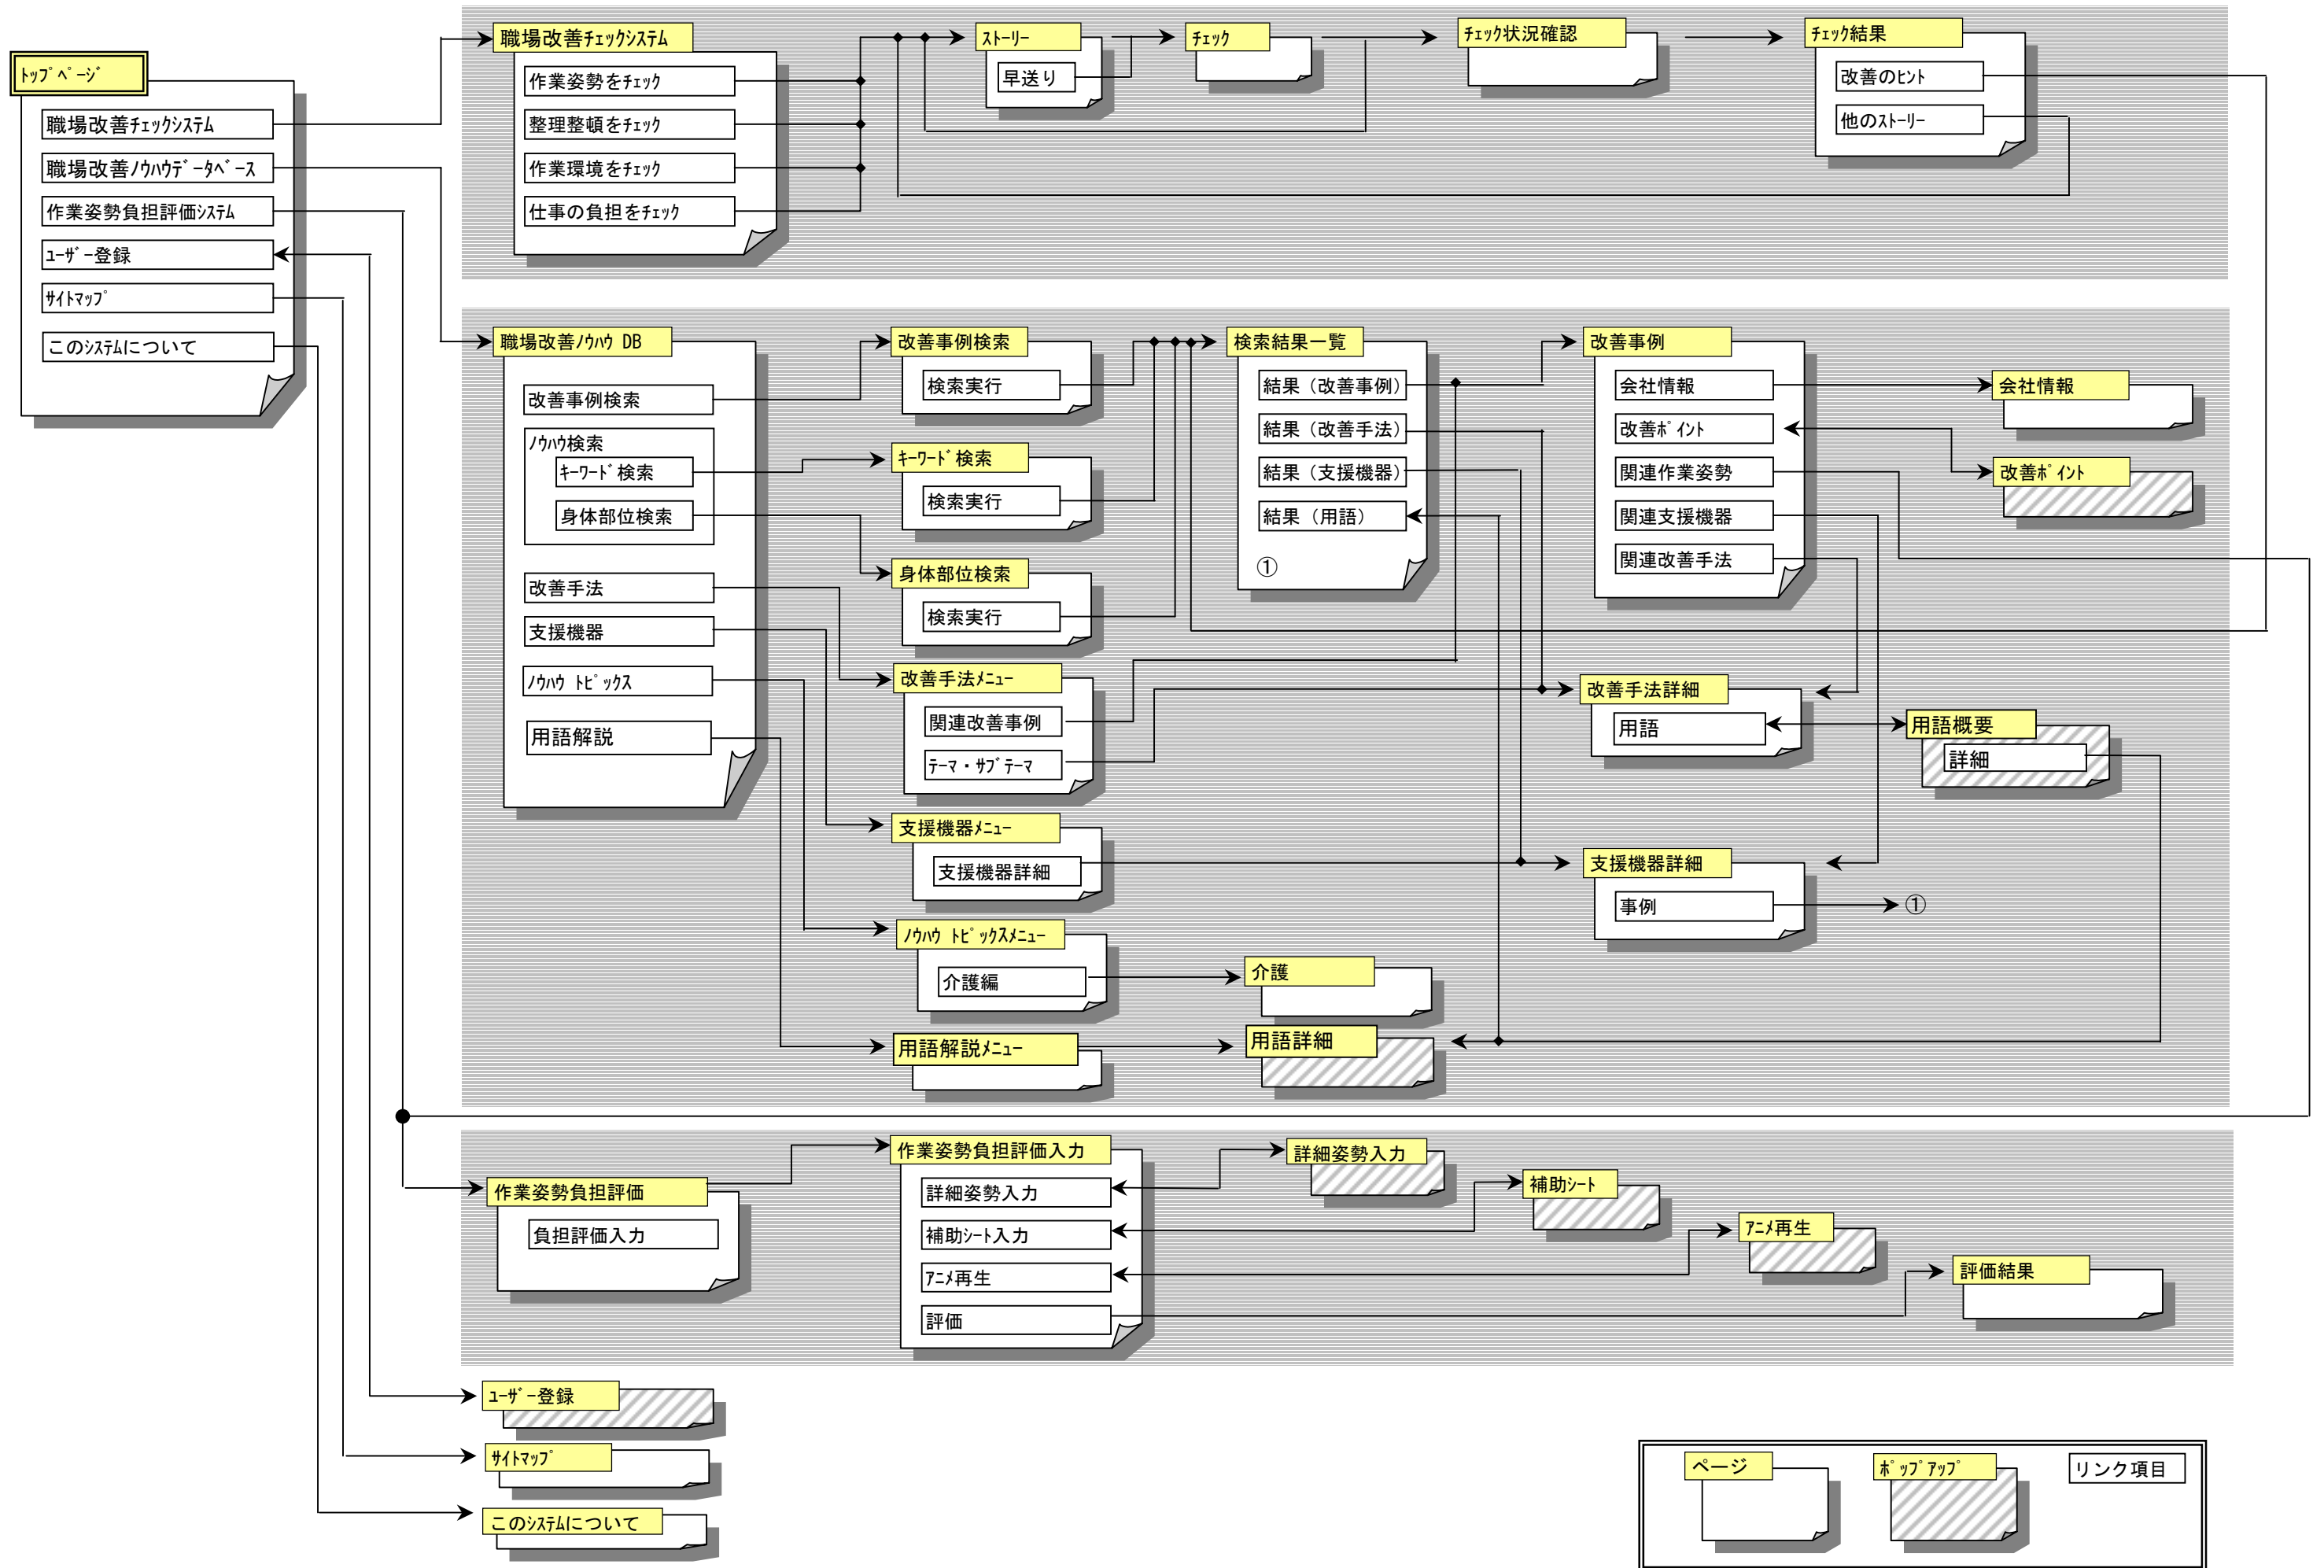 ﾄｯﾌﾟﾍﾟｰｼﾞ
職場改善ﾁｪｯｸｼｽﾃﾑ
職場改善ﾉｳﾊｳﾃﾞｰﾀﾍﾞｰｽ
作業姿勢負担評価ｼｽﾃﾑ
ﾕｰｻﾞｰ登録
ｻｲﾄﾏｯﾌﾟ
このｼｽﾃﾑについて
職場改善ﾁｪｯｸｼｽﾃﾑ
作業姿勢をﾁｪｯｸ
整理整頓をﾁｪｯｸ
作業環境をﾁｪｯｸ
仕事の負担をﾁｪｯｸ
ｽﾄｰﾘｰ
早送り
ﾁｪｯｸ
ﾁｪｯｸ状況確認
ﾁｪｯｸ結果
改善のﾋﾝﾄ
他のｽﾄｰﾘｰ
職場改善ﾉｳﾊｳ DB
改善事例検索
ﾉｳﾊｳ検索
ｷｰﾜｰﾄﾞ検索
身体部位検索
改善手法
支援機器
ﾉｳﾊｳ ﾄﾋﾟｯｸｽ
用語解説
改善事例検索
検索実行
ｷｰﾜｰﾄﾞ検索
検索実行
身体部位検索
検索実行
改善手法ﾒﾆｭｰ
関連改善事例
ﾃｰﾏ・ｻﾌﾞﾃｰﾏ
支援機器ﾒﾆｭｰ
支援機器詳細
ﾉｳﾊｳ ﾄﾋﾟｯｸｽﾒﾆｭｰ
介護編
用語解説ﾒﾆｭｰ
検索結果一覧
結果（改善事例）
結果（改善手法）
結果（支援機器）
結果（用語）
①
介護
用語詳細
改善事例
会社情報
改善ﾎﾟｲﾝﾄ
関連作業姿勢
関連支援機器
関連改善手法
会社情報
改善ﾎﾟｲﾝﾄ
改善手法詳細
用語
用語概要
詳細
支援機器詳細
事例
①
作業姿勢負担評価
負担評価入力
作業姿勢負担評価入力
詳細姿勢入力
補助ｼｰﾄ入力
ｱﾆﾒ再生
評価
詳細姿勢入力
補助ｼｰﾄ
ｱﾆﾒ再生
評価結果
ﾕｰｻﾞｰ登録
ｻｲﾄﾏｯﾌﾟ
このｼｽﾃﾑについて
ページ
ﾎﾟｯﾌﾟｱｯﾌﾟ
リンク項目